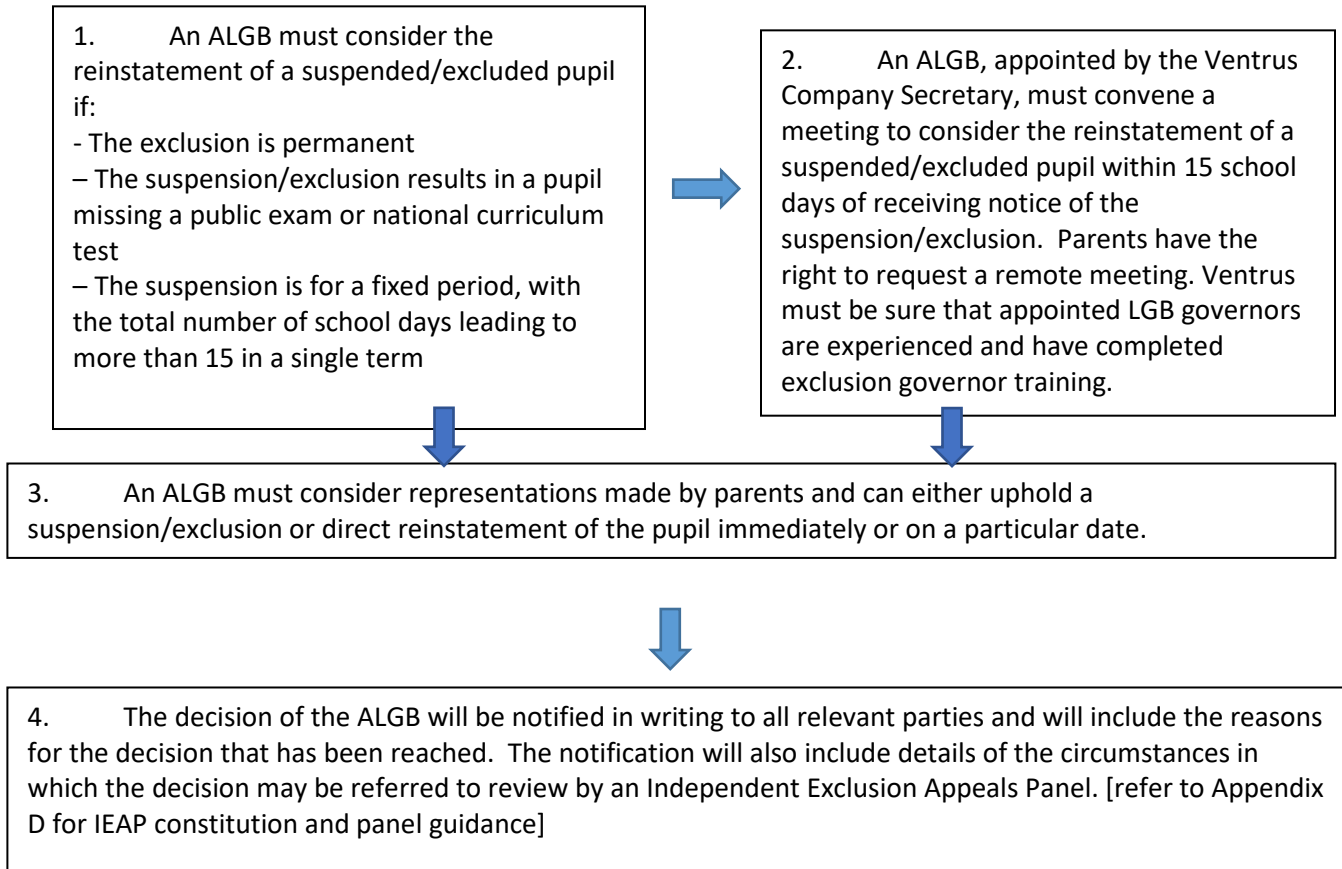 1. An ALGB must consider the
reinstatement of a suspended/excluded pupil
if:
- The exclusion is permanent
– The suspension/exclusion results in a pupil
missing a public exam or national curriculum
test
– The suspension is for a fixed period, with
the total number of school days leading to
more than 15 in a single term
2. An ALGB, appointed by the Ventrus
Company Secretary, must convene a
meeting to consider the reinstatement of a
suspended/excluded pupil within 15 school
days of receiving notice of the
suspension/exclusion.  Parents have the
right to request a remote meeting. Ventrus
must be sure that appointed LGB governors
are experienced and have completed
exclusion governor training.
3. An ALGB must consider representations made by parents and can either uphold a
suspension/exclusion or direct reinstatement of the pupil immediately or on a particular date.
4. The decision of the ALGB will be notified in writing to all relevant parties and will include the reasons
for the decision that has been reached.  The notification will also include details of the circumstances in
which the decision may be referred to review by an Independent Exclusion Appeals Panel. [refer to Appendix
D for IEAP constitution and panel guidance]